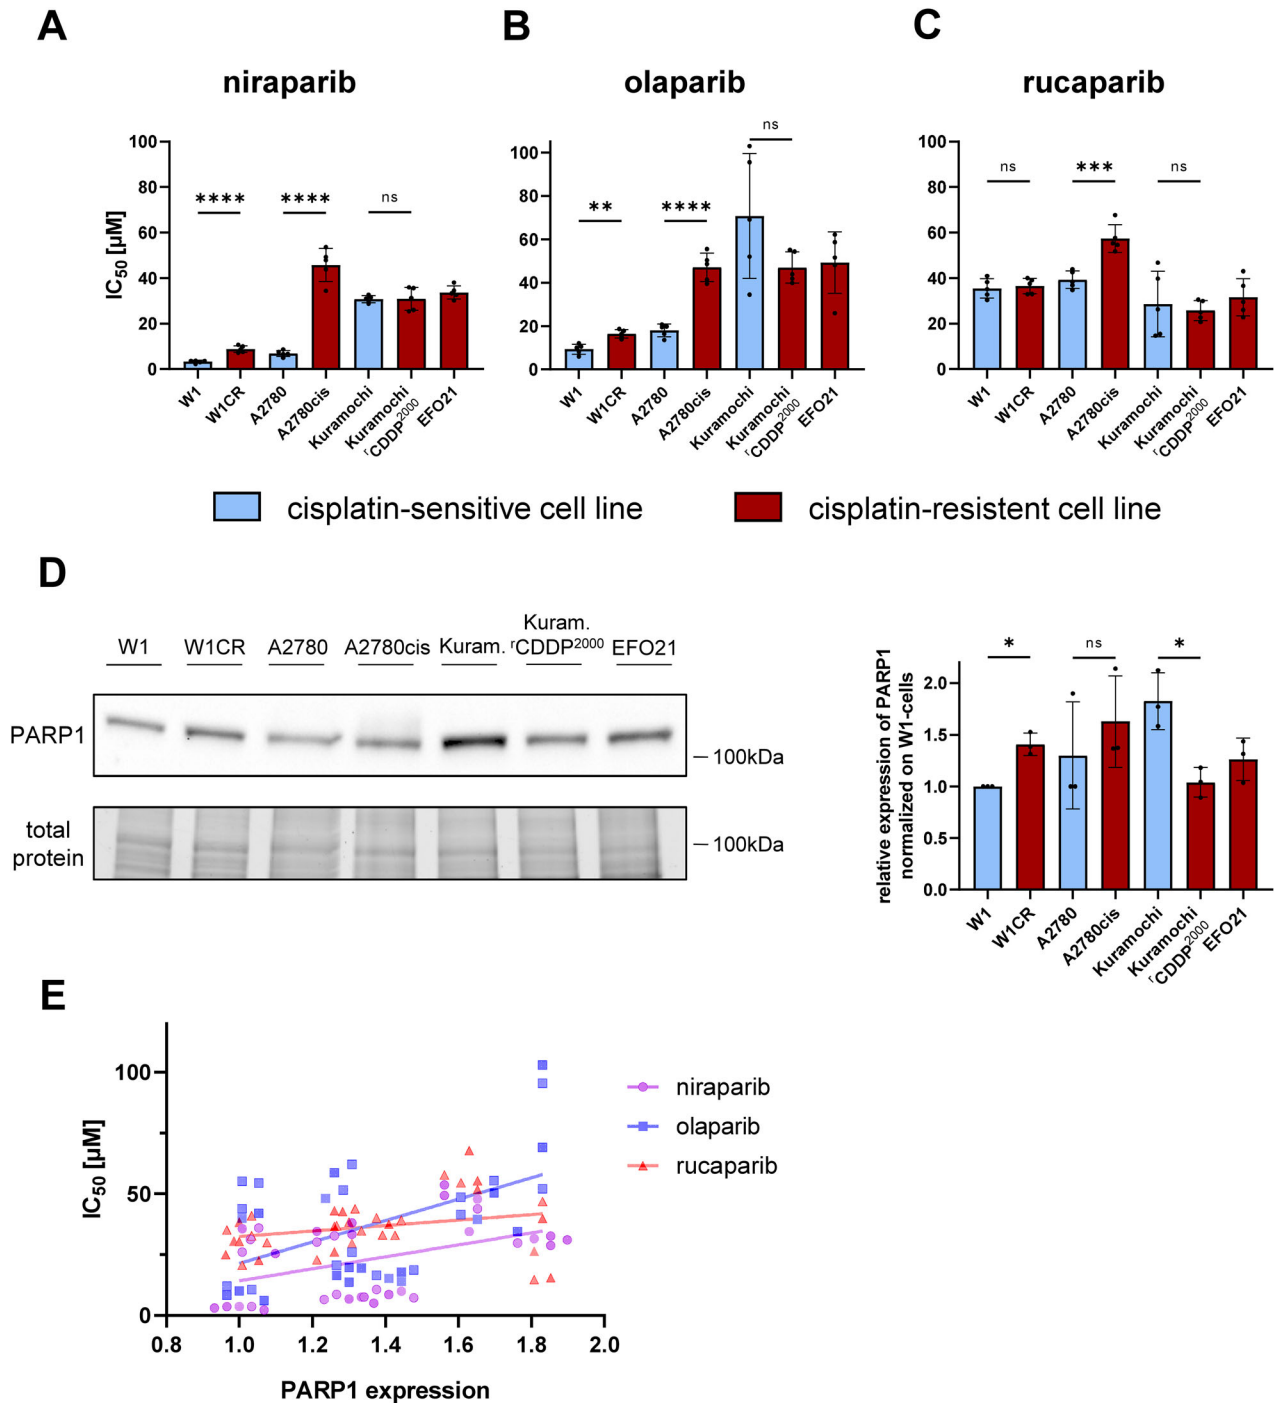 A
B
C
niraparib
olaparib
rucaparib
IC50 [µM]
100
80
60
40
20
0
****
****
ns
W1
W1CR
A2780
A2780cis
Kuramochi
Kuramochi
rCDDP2000
EFO21
100
80
60
40
20
0
**
****
ns
W1
W1CR
A2780
A2780cis
Kuramochi
Kuramochi
rCDDP2000
EFO21
100
80
60
40
20
0
ns
***
ns
W1
W1CR
A2780
A2780cis
Kuramochi
Kuramochi
rCDDP2000
EFO21
cisplatin-sensitive cell line
cisplatin-resistent cell line
D
W1
W1CR
A2780
A2780cis
Kuram.
Kuram.
rCDDP2000
EFO21
PARP1
100kDa
total
protein
100kDa
relative expression of PARP1
normalized on W1-cells
2.0
1.5
1.0
0.5
0.0
*
ns
*
W1
W1CR
A2780
A2780cis
Kuramochi
Kuramochi
rCDDP2000
EFO21
E
IC50 [µM]
100
50
0
0.8
1.0
1.2
1.4
1.6
1.8
2.0
PARP1 expression
niraparib
olaparib
rucaparib